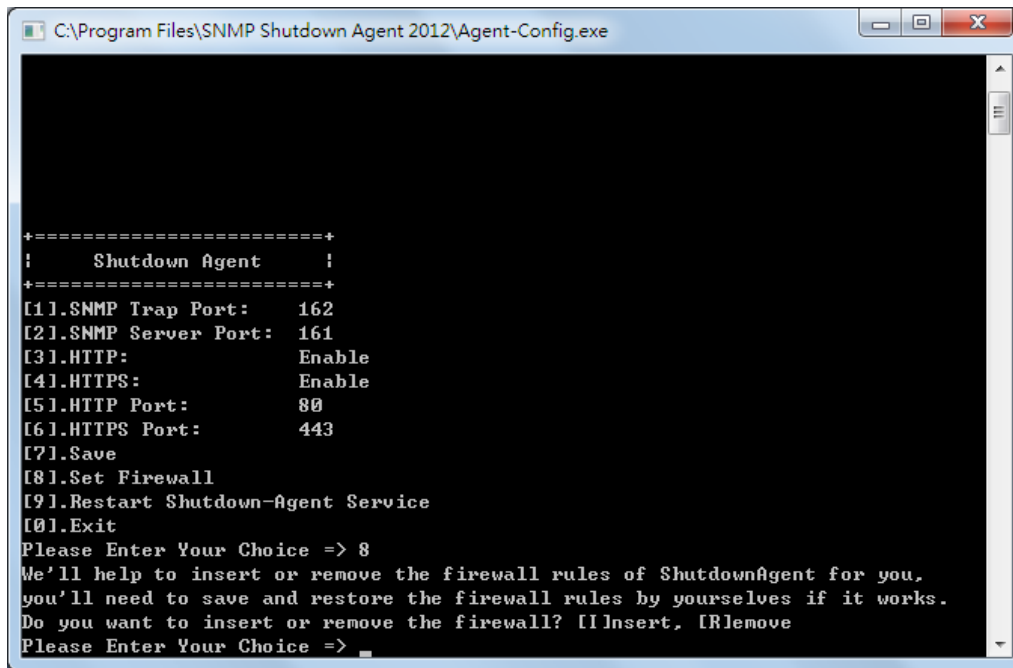 C:\Program Files\SNMP Shutdown Agent 2012\Agent-Config.exe
+========================+
¦     Shutdown Agent     ¦
+========================+
[1].SNMP Trap Port:    162
[2].SNMP Server Port:  161
[3].HTTP:              Enable
[4].HTTPS:             Enable
[5].HTTP Port:         80
[6].HTTPS Port:        443
[7].Save
[8].Set Firewall
[9].Restart Shutdown-Agent Service
[0].Exit
Please Enter Your Choice => 8
We'll help to insert or remove the firewall rules of ShutdownAgent for you,
you'll need to save and restore the firewall rules by yourselves if it works.
Do you want to insert or remove the firewall? [I]nsert, [R]emove
Please Enter Your Choice => _